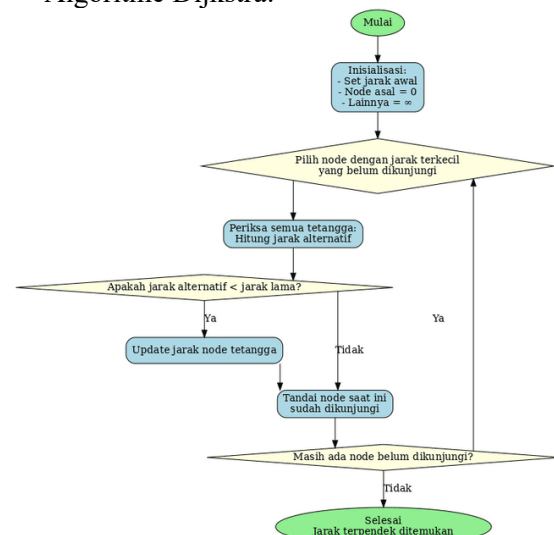 Algoritme Dijkstra.
Mulai
Inisialisasi:
- Set jarak awal
- Node asal = 0
- Lainnya = ∞
Pilih node dengan jarak terkecil
yang belum dikunjungi
Periksa semua tetangga:
Hitung jarak alternatif
Apakah jarak alternatif < jarak lama?
Ya
Ya
Update jarak node tetangga
Tidak
Tandai node saat ini
sudah dikunjungi
Masih ada node belum dikunjungi?
Tidak
Selesai
Jarak terpendek ditemukan